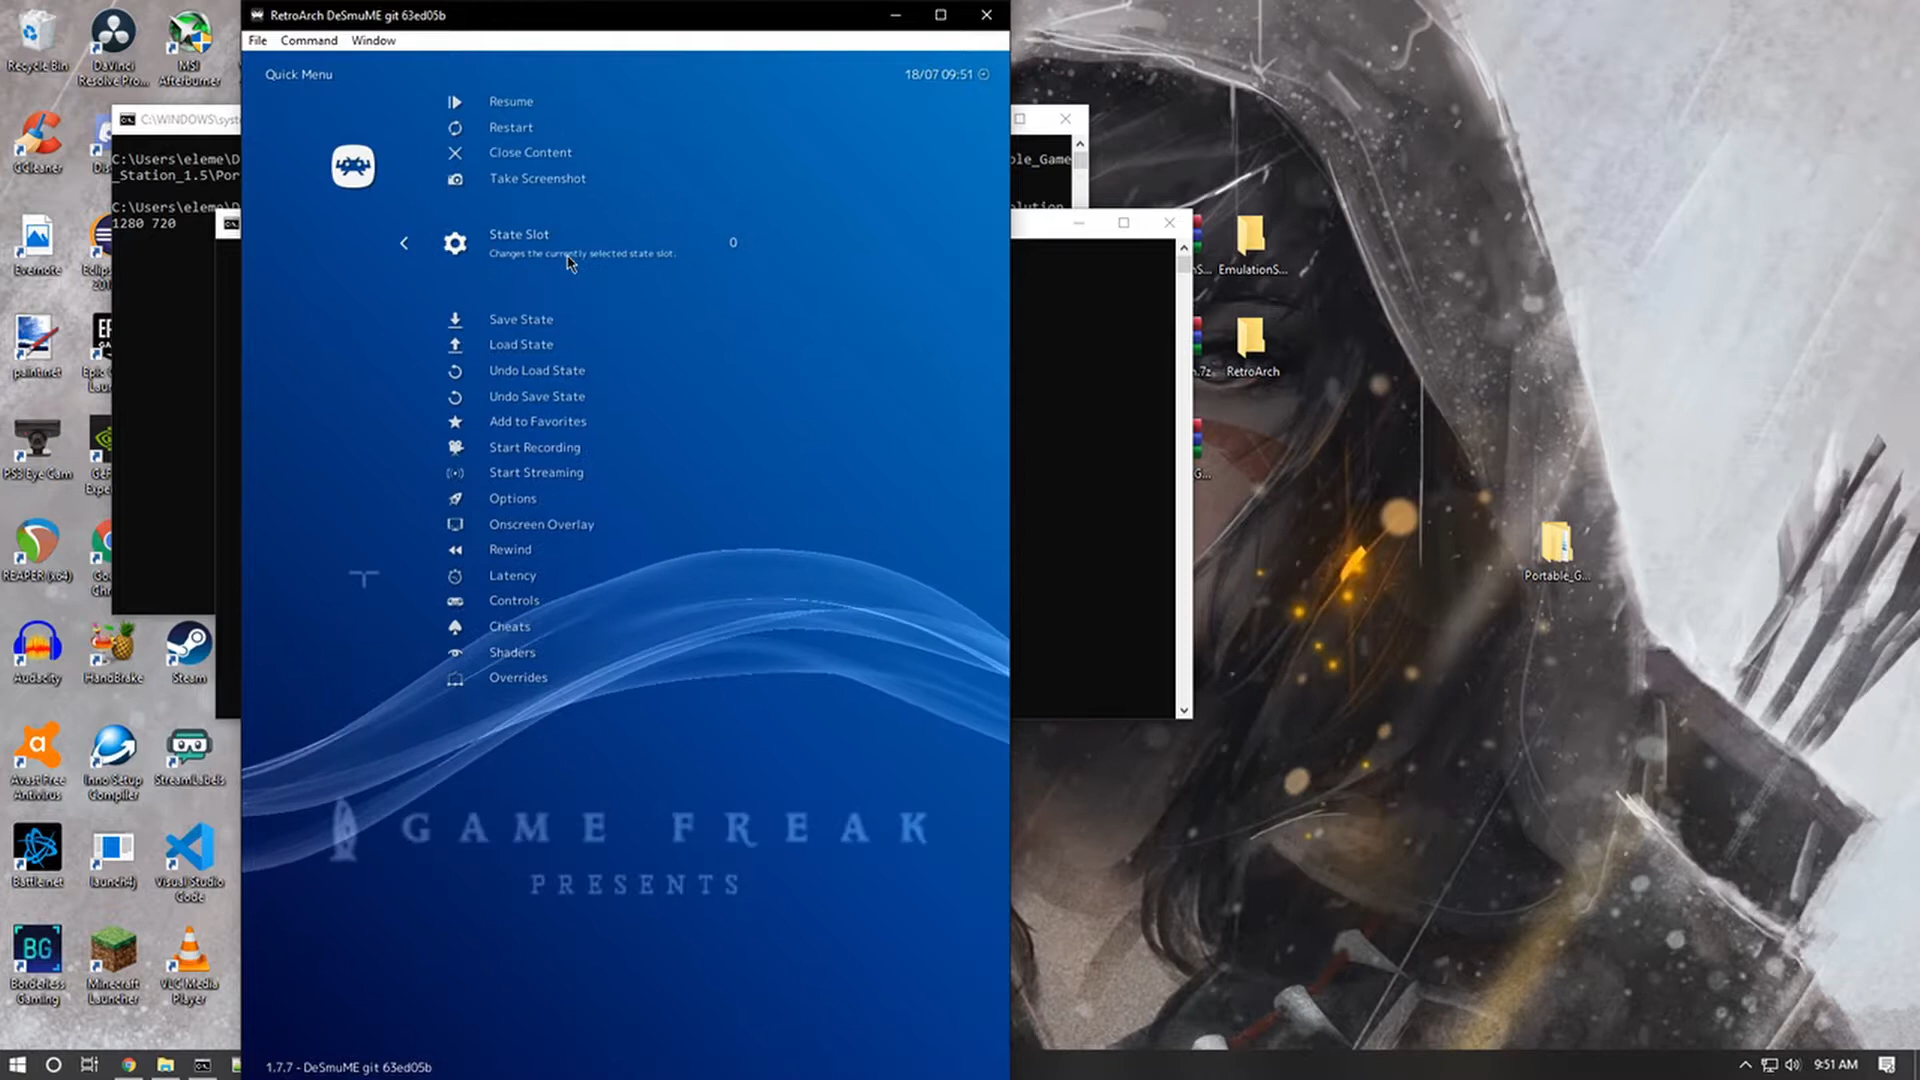 RetroArch DeSmuME git 63ed05b
File Command Window
Quick Menu
18/07 09:51
Resume
Restart
Close Content
Take Screenshot
State Slot
0
Changes the currently selected state slot.
Save State
Load State
Undo Load State
Undo Save State
Add to Favorites
Start Recording
Start Streaming
Options
Onscreen Overlay
Rewind
Latency
Controls
Cheats
Shaders
Overrides
GAME FREAK
PRESENTS
1.7.7 - DeSmuME git 63ed05b
Recycle Bin
DaVinci
Resolve Pro...
MSI
Afterburner
CCleaner
Evernote
paint.net
PS3 Eye Cam
REAPER (x64)
Audacity
HandBrake
Steam
Avast Free
Antivirus
Inno Setup
Compiler
StreamLabels
Battle.net
launch4j
Visual Studio
Code
Borderless
Gaming
Minecraft
Launcher
VLC Media
Player
C:\WINDOWS\syst
C:\Users\eleme\D
_Station_1.5\Por
C:\Users\eleme\D
1280 720
ble_Game
olution
EmulationS...
RetroArch
n.7z
G...
Portable_G...
9:51 AM